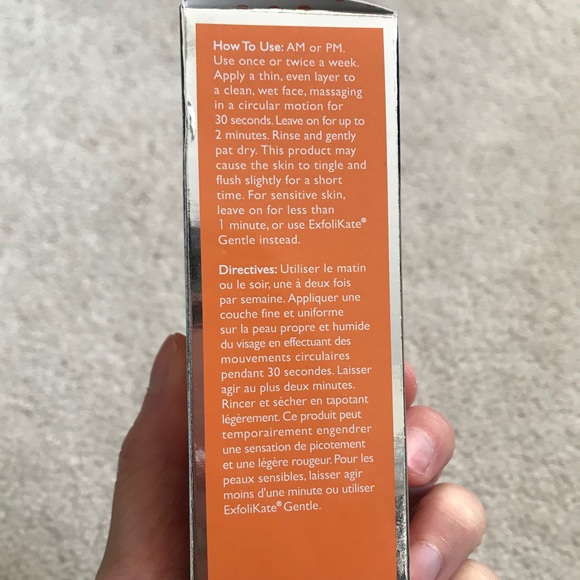 How To Use: AM or PM.
Use once or twice a week.
Apply a thin, even layer to
a clean, wet face, massaging
in a circular motion for
30 seconds. Leave on for up to
2 minutes. Rinse and gently
pat dry. This product may
cause the skin to tingle and
flush slightly for a short
time. For sensitive skin,
leave on for less than
1 minute, or use ExfoliKate®
Gentle instead.
Directives: Utiliser le matin
ou le soir, une à deux fois
par semaine. Appliquer une
couche fine et uniforme
sur la peau propre et humide
du visage en effectuant des
mouvements circulaires
pendant 30 secondes. Laisser
agir au plus deux minutes.
Rincer et sécher en tapotant
légèrement. Ce produit peut
temporairement engendrer
une sensation de picotement
et une légère rougeur. Pour les
peaux sensibles, laisser agir
moins d'une minute ou utiliser
ExfoliKate® Gentle.